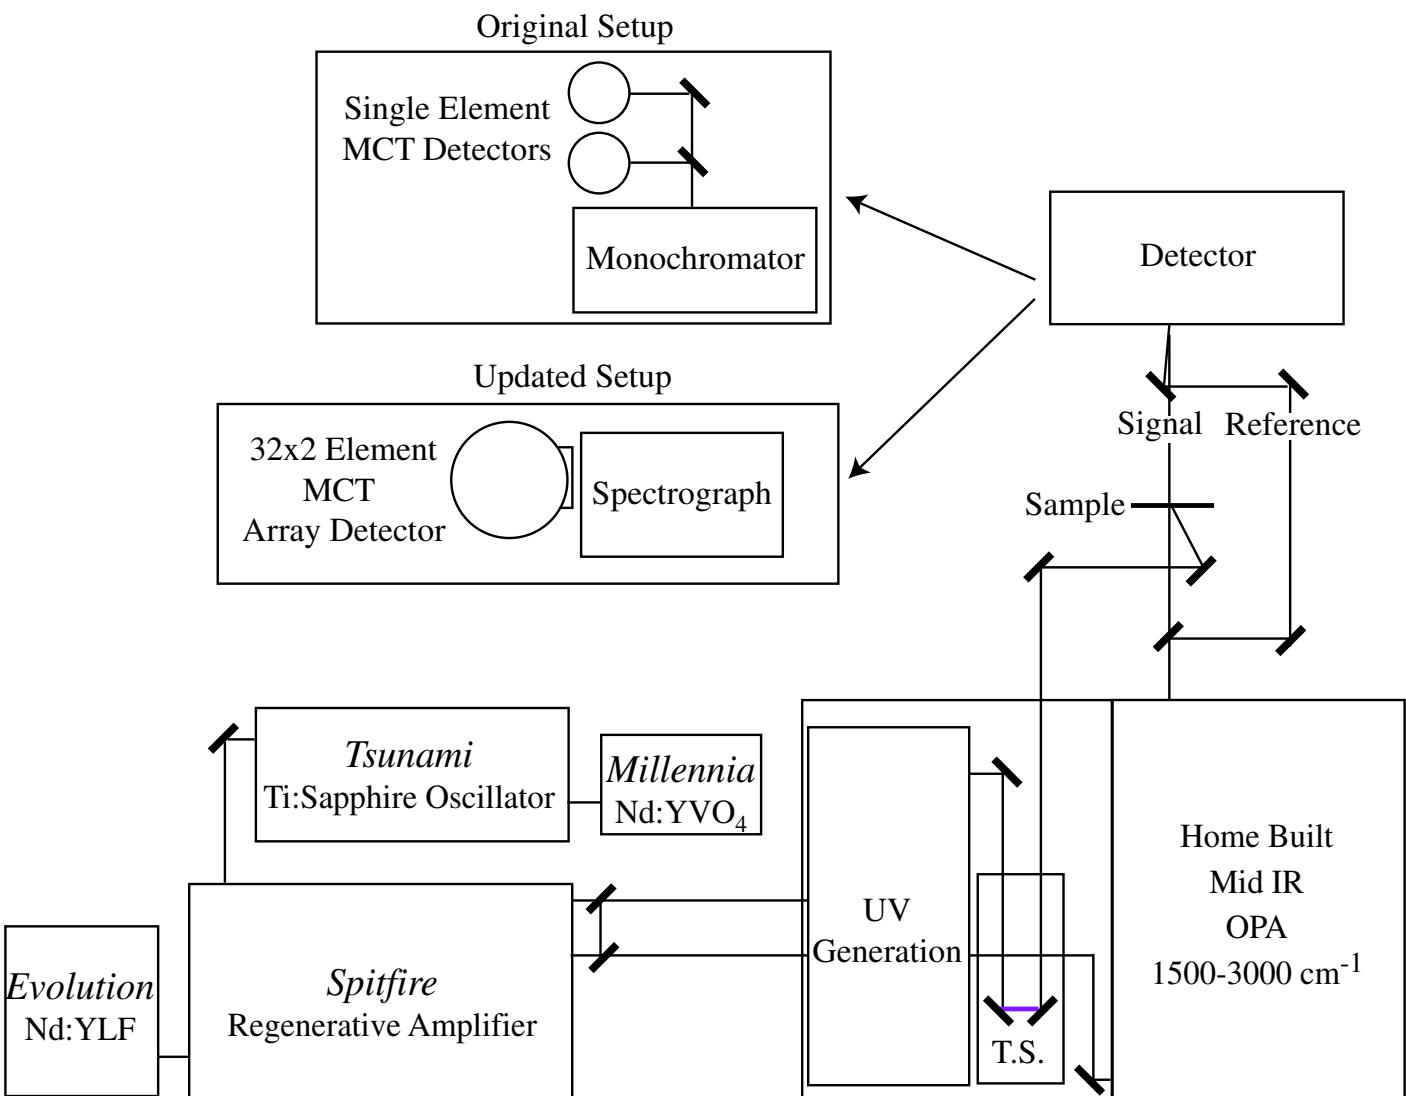 Original Setup
Single Element
MCT Detectors
Monochromator
Detector
Updated Setup
32x2 Element
MCT
Array Detector
Spectrograph
Signal
Reference
Sample
Tsunami
Ti:Sapphire Oscillator
Millennia
Nd:YVO4
Home Built
Mid IR
OPA
1500-3000 cm-1
UV
Generation
Evolution
Nd:YLF
Spitfire
Regenerative Amplifier
T.S.